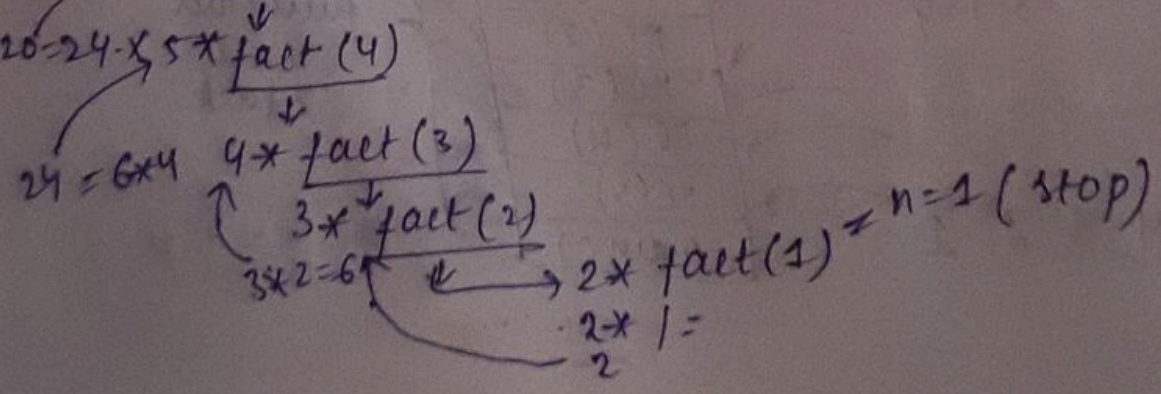 20=24*5 5* fact (4)
24 = 6*4 4* fact (3)
3* fact (2)
n=1 (stop)
3*2=6 2* fact(1) =
2* 1 =
2